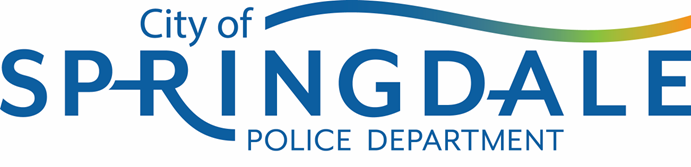 City of
SPRINGDALE
POLICE DEPARTMENT